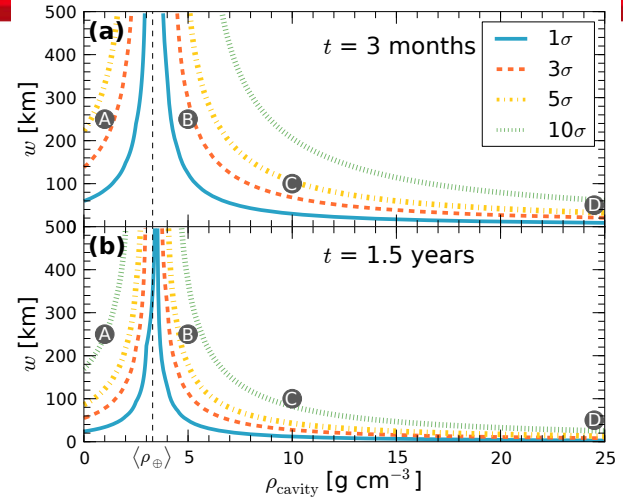 500
(a)
t = 3 months
1σ
3σ
5σ
10σ
400
300
200
100
w [km]
A
B
C
D
500
(b)
t = 1.5 years
400
300
200
100
0
w [km]
A
B
C
D
0
⟨ρ⊕⟩
5
10
15
20
25
ρcavity [g cm−3]